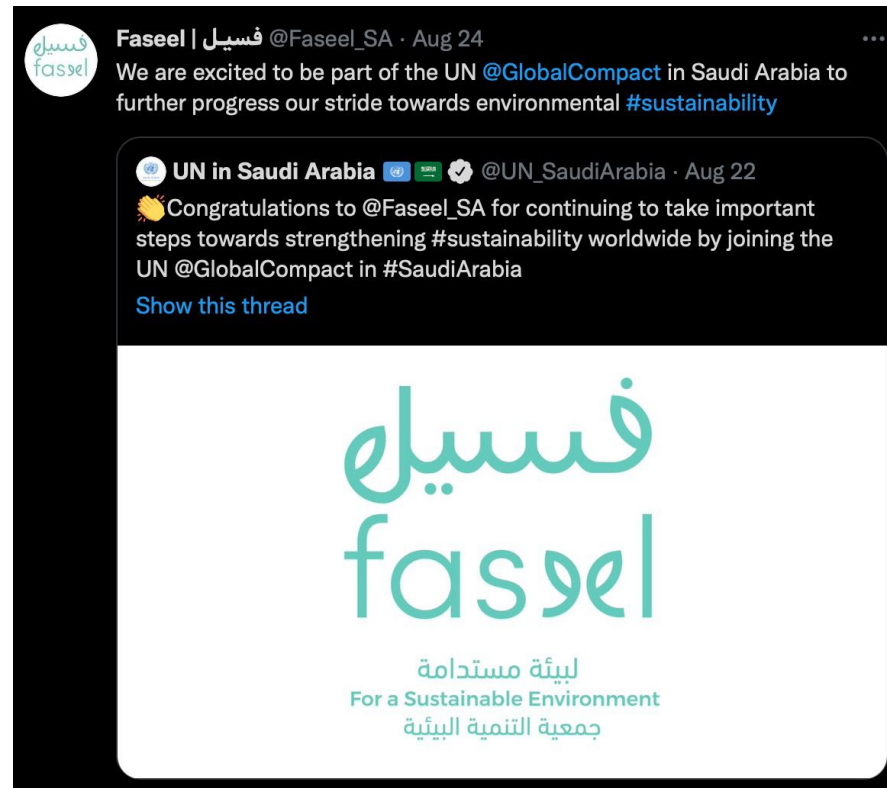 فسيل
faseel
Faseel | فسيل @Faseel_SA · Aug 24
We are excited to be part of the UN @GlobalCompact in Saudi Arabia to
further progress our stride towards environmental #sustainability
UN in Saudi Arabia @UN_SaudiArabia · Aug 22
Congratulations to @Faseel_SA for continuing to take important
steps towards strengthening #sustainability worldwide by joining the
UN @GlobalCompact in #SaudiArabia
Show this thread
فسيل
faseel
لبيئة مستدامة
For a Sustainable Environment
جمعية التنمية البيئية